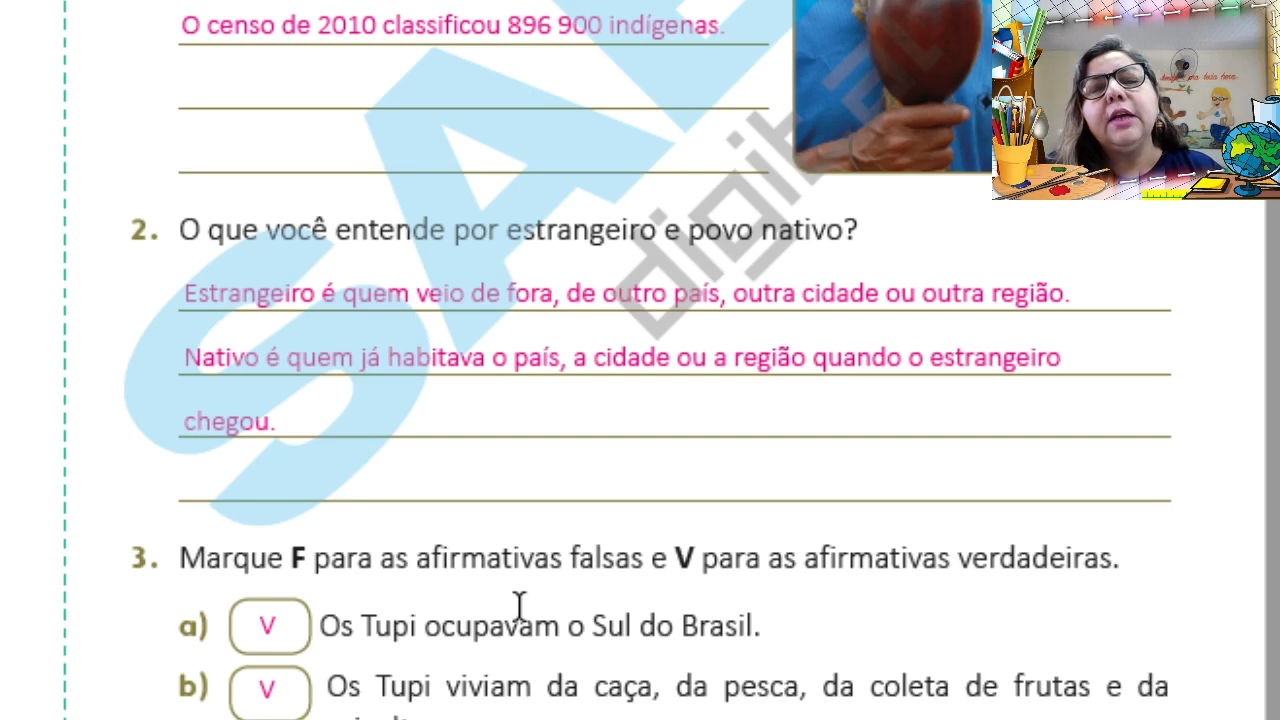 O censo de 2010 classificou 896 900 indígenas.
2. O que você entende por estrangeiro e povo nativo?
Estrangeiro é quem veio de fora, de outro país, outra cidade ou outra região.
Nativo é quem já habitava o país, a cidade ou a região quando o estrangeiro
chegou.
3. Marque F para as afirmativas falsas e V para as afirmativas verdadeiras.
a) V Os Tupi ocupavam o Sul do Brasil.
b) V Os Tupi viviam da caça, da pesca, da coleta de frutas e da
SAE
digital